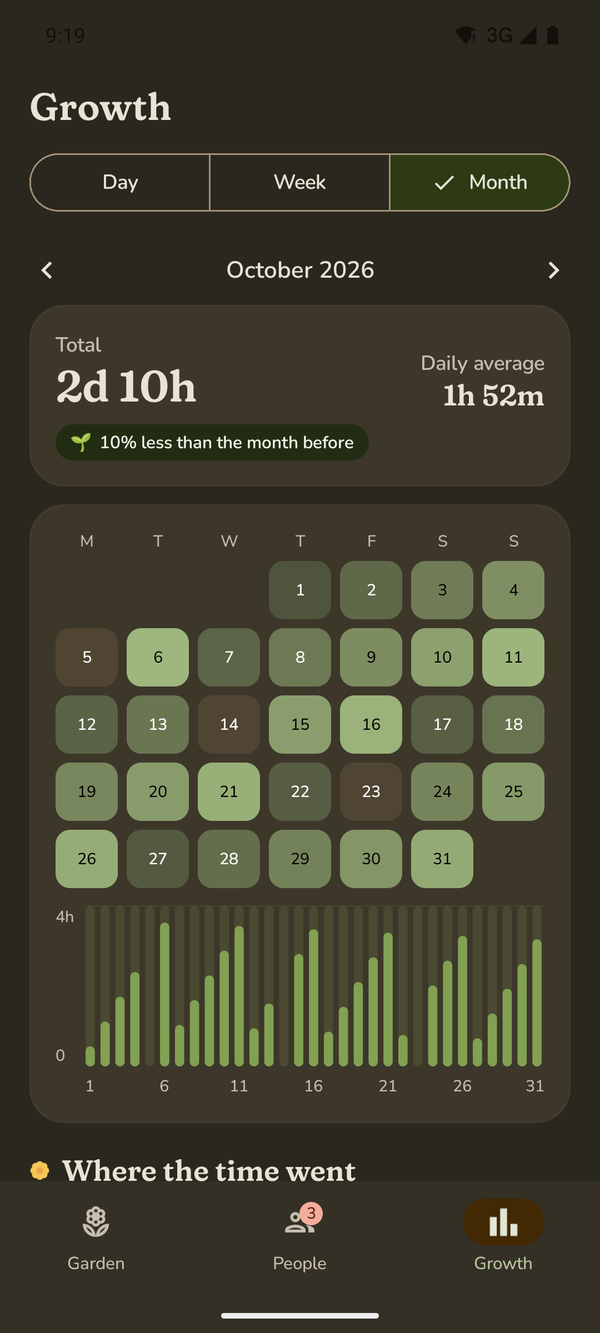 9:19 3G
Growth
Day Week Month
October 2026
Total
2d 10h
Daily average
1h 52m
10% less than the month before
M T W T F S S
1 2 3 4
5 6 7 8 9 10 11
12 13 14 15 16 17 18
19 20 21 22 23 24 25
26 27 28 29 30 31
4h
0
1 6 11 16 21 26 31
Where the time went
3
Garden People Growth